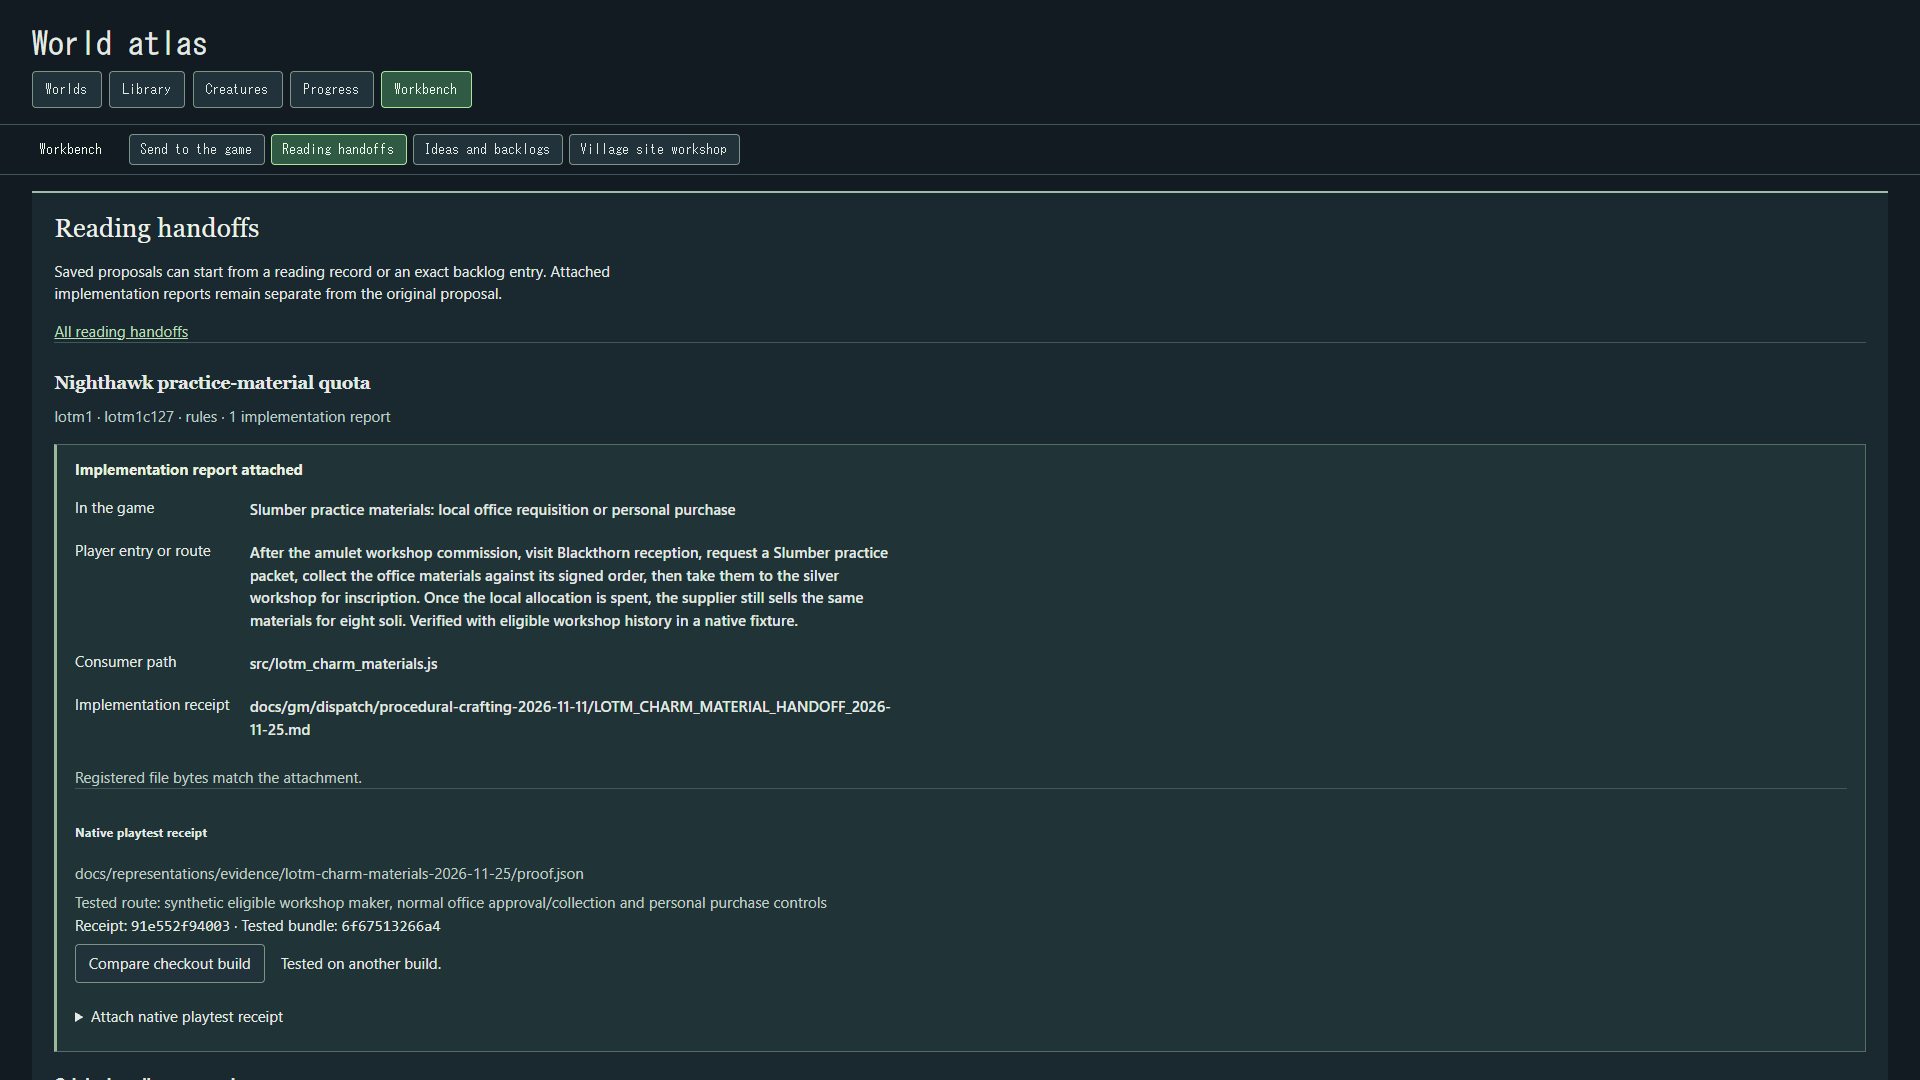 World atlas
Worlds
Library
Creatures
Progress
Workbench
Workbench
Send to the game
Reading handoffs
Ideas and backlogs
Village site workshop
Reading handoffs
Saved proposals can start from a reading record or an exact backlog entry. Attached
implementation reports remain separate from the original proposal.
All reading handoffs
Nighthawk practice-material quota
lotm1 · lotm1c127 · rules · 1 implementation report
Implementation report attached
In the game
Slumber practice materials: local office requisition or personal purchase
Player entry or route
After the amulet workshop commission, visit Blackthorn reception, request a Slumber practice
packet, collect the office materials against its signed order, then take them to the silver
workshop for inscription. Once the local allocation is spent, the supplier still sells the same
materials for eight soli. Verified with eligible workshop history in a native fixture.
Consumer path
src/lotm_charm_materials.js
Implementation receipt
docs/gm/dispatch/procedural-crafting-2026-11-11/LOTM_CHARM_MATERIAL_HANDOFF_2026-
11-25.md
Registered file bytes match the attachment.
Native playtest receipt
docs/representations/evidence/lotm-charm-materials-2026-11-25/proof.json
Tested route: synthetic eligible workshop maker, normal office approval/collection and personal purchase controls
Receipt: 91e552f94003 · Tested bundle: 6f67513266a4
Compare checkout build
Tested on another build.
▶ Attach native playtest receipt